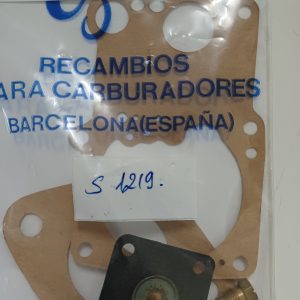 RECAMBIOS
ARA CARBURADORES
BARCELONA(ESPAÑA)
S 1219.